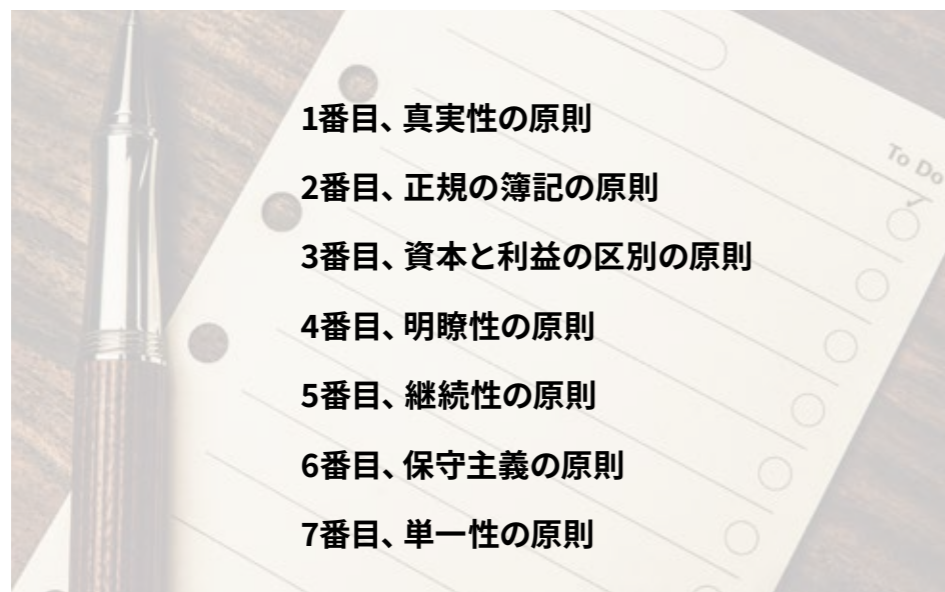 To Do
1番目、真実性の原則
2番目、正規の簿記の原則
3番目、資本と利益の区別の原則
4番目、明瞭性の原則
5番目、継続性の原則
6番目、保守主義の原則
7番目、単一性の原則